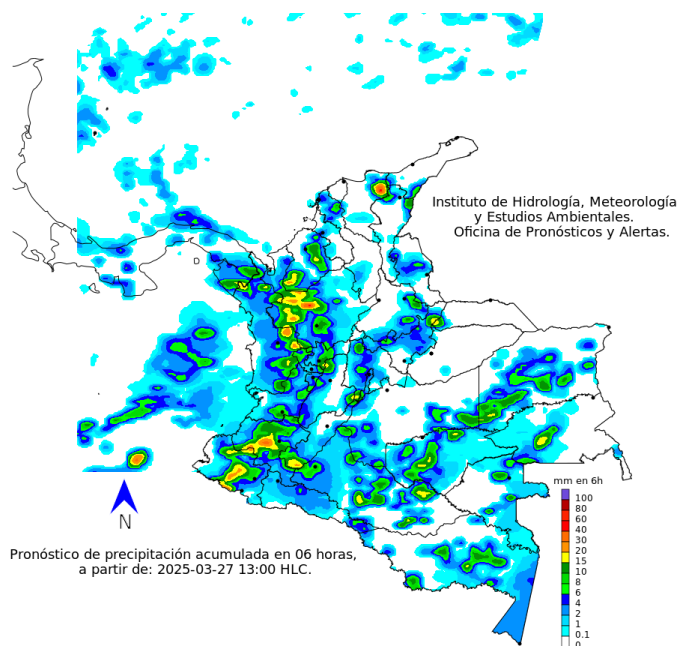 Instituto de Hidrología, Meteorología
y Estudios Ambientales.
Oficina de Pronósticos y Alertas.
N
Pronóstico de precipitación acumulada en 06 horas,
a partir de: 2025-03-27 13:00 HLC.
mm en 6h
100
80
60
40
30
20
15
10
8
6
4
2
1
0.1
0